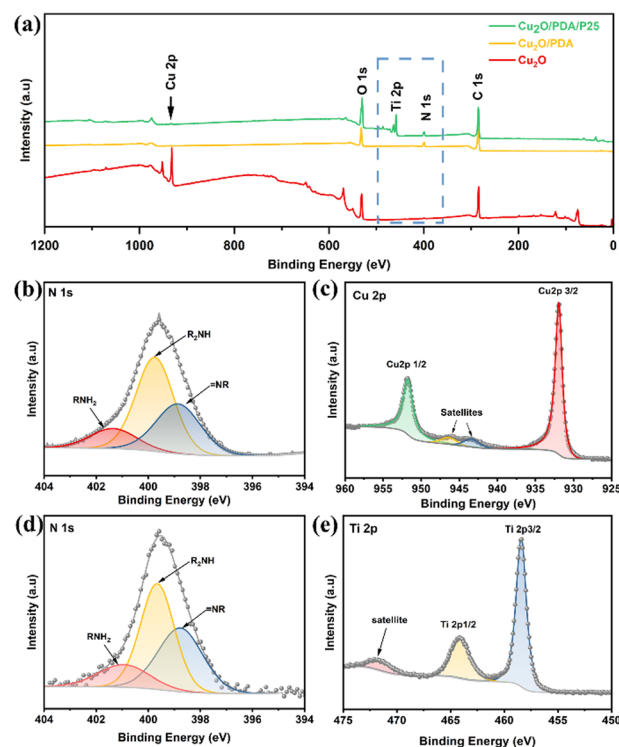 (a)
Cu₂O/PDA/P25
Cu₂O/PDA
Cu₂O
Cu 2p
O 1s
Ti 2p
N 1s
C 1s
Intensity (a.u)
1200 1000 800 600 400 200 0
Binding Energy (eV)
(b) N 1s
R₂NH
=NR
RNH₂
Intensity (a.u)
404 402 400 398 396 394
Binding Energy (eV)
(c) Cu 2p
Cu2p 3/2
Cu2p 1/2
Satellites
Intensity (a.u)
960 955 950 945 940 935 930 925
Binding Energy (eV)
(d) N 1s
R₂NH
=NR
RNH₂
Intensity (a.u)
404 402 400 398 396 394
Binding Energy (eV)
(e) Ti 2p
Ti 2p3/2
Ti 2p1/2
satellite
Intensity (a.u)
475 470 465 460 455 450
Binding Energy (eV)